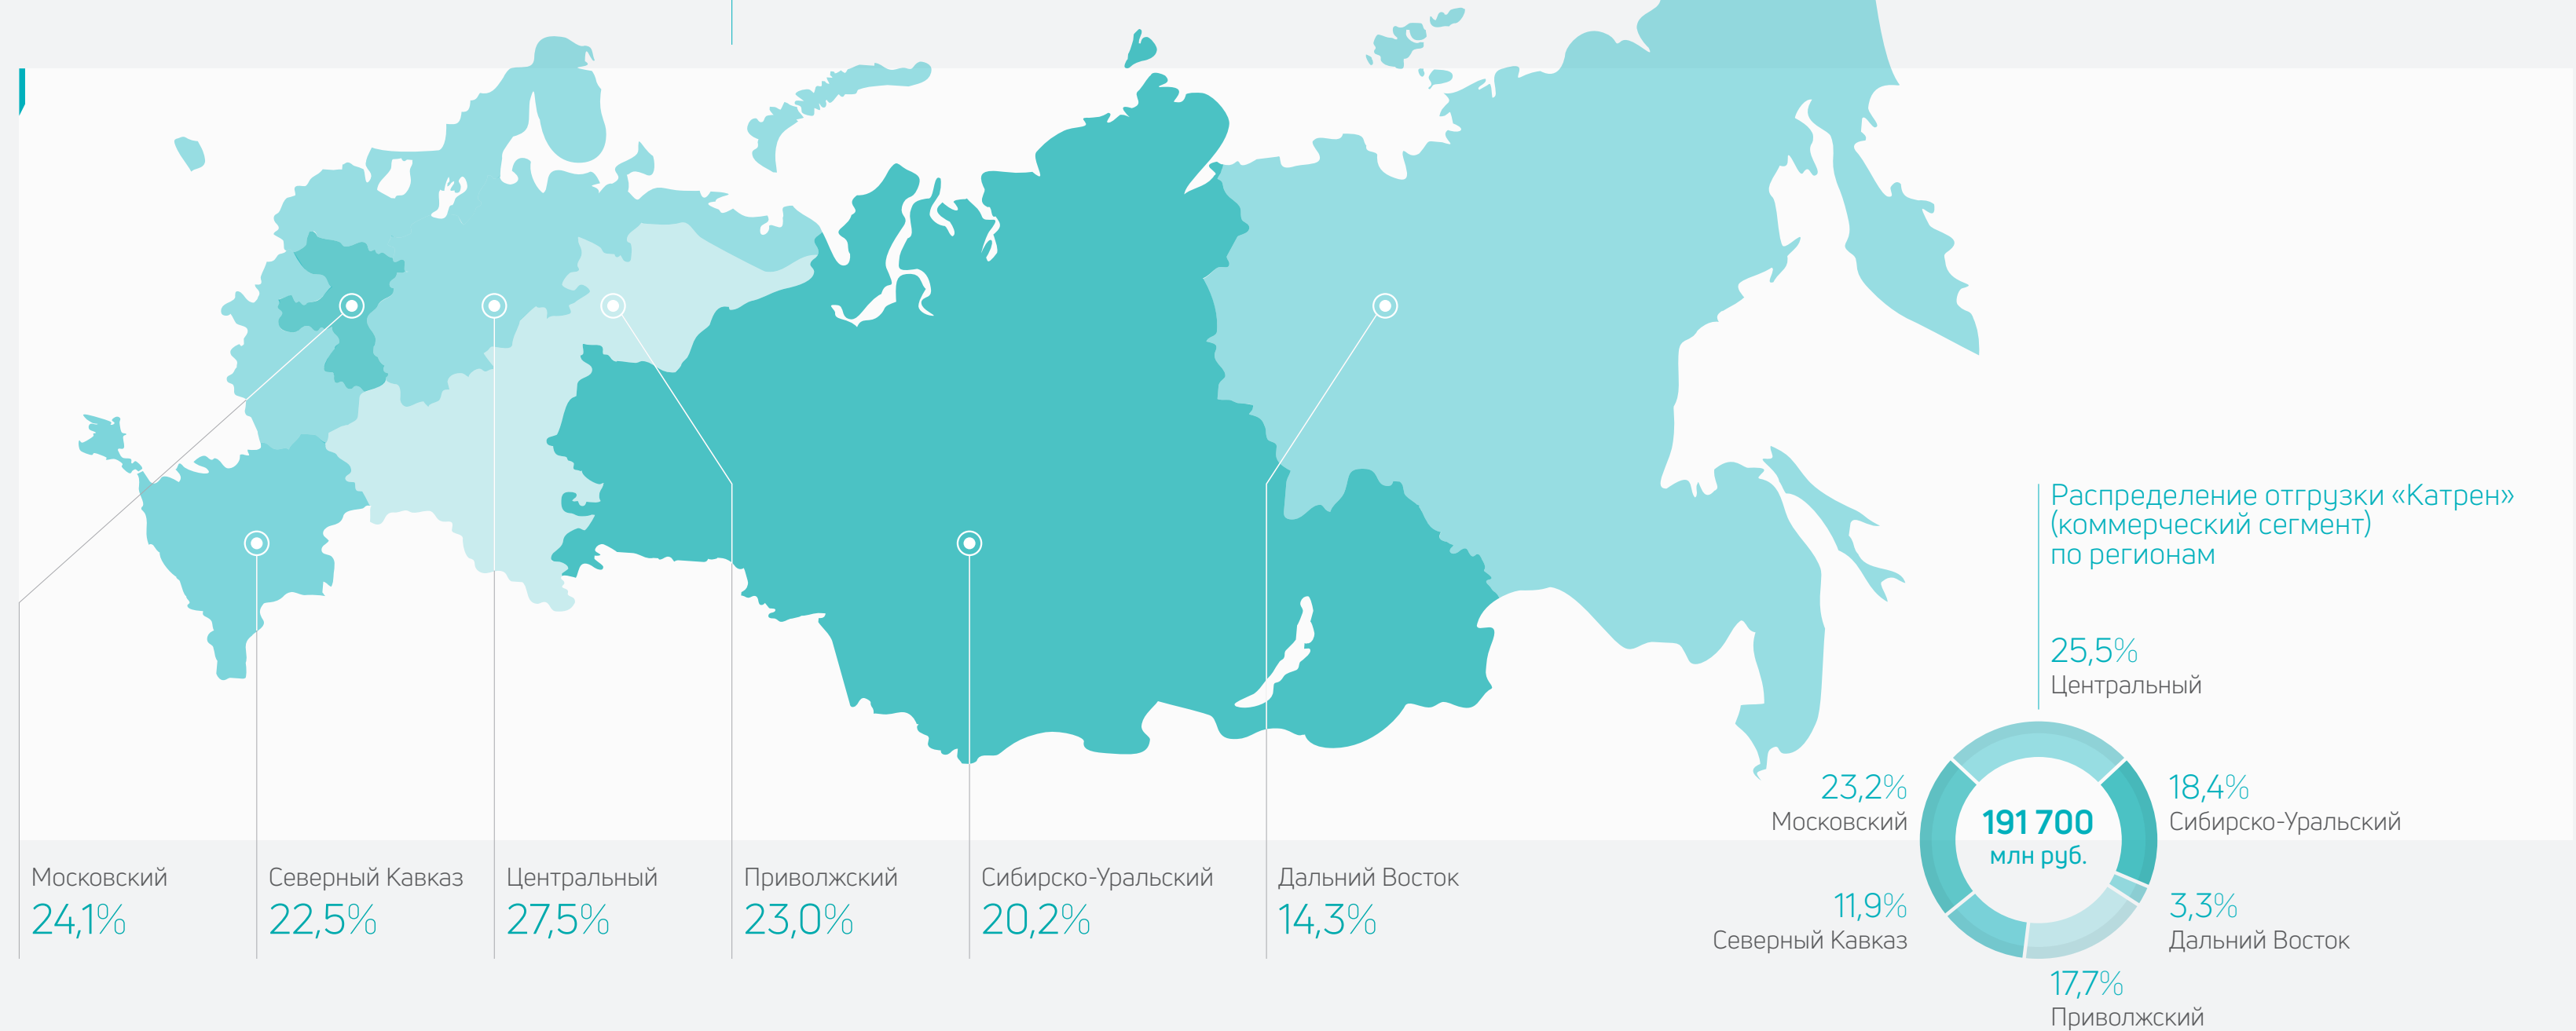 Распределение отгрузки «Катрен»
(коммерческий сегмент)
по регионам
25,5%
Центральный
23,2%
Московский
18,4%
Сибирско-Уральский
191 700
млн руб.
11,9%
Северный Кавказ
3,3%
Дальний Восток
17,7%
Приволжский
Московский
24,1%
Северный Кавказ
22,5%
Центральный
27,5%
Приволжский
23,0%
Сибирско-Уральский
20,2%
Дальний Восток
14,3%